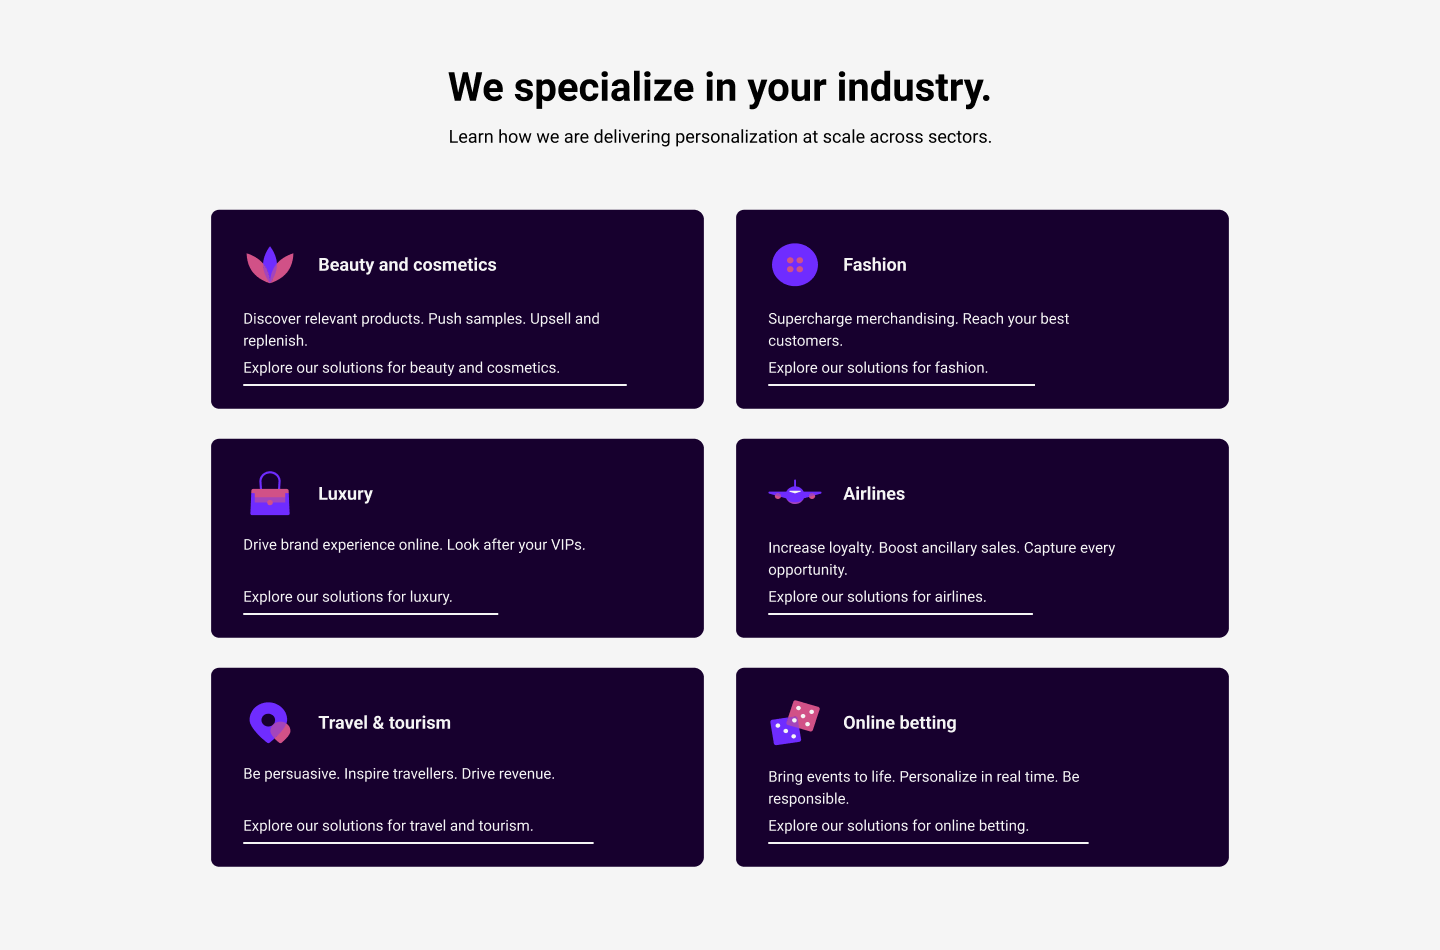 We specialize in your industry.
Learn how we are delivering personalization at scale across sectors.
Beauty and cosmetics
Discover relevant products. Push samples. Upsell and
replenish.
Explore our solutions for beauty and cosmetics.
Fashion
Supercharge merchandising. Reach your best
customers.
Explore our solutions for fashion.
Luxury
Drive brand experience online. Look after your VIPs.
Explore our solutions for luxury.
Airlines
Increase loyalty. Boost ancillary sales. Capture every
opportunity.
Explore our solutions for airlines.
Travel & tourism
Be persuasive. Inspire travellers. Drive revenue.
Explore our solutions for travel and tourism.
Online betting
Bring events to life. Personalize in real time. Be
responsible.
Explore our solutions for online betting.